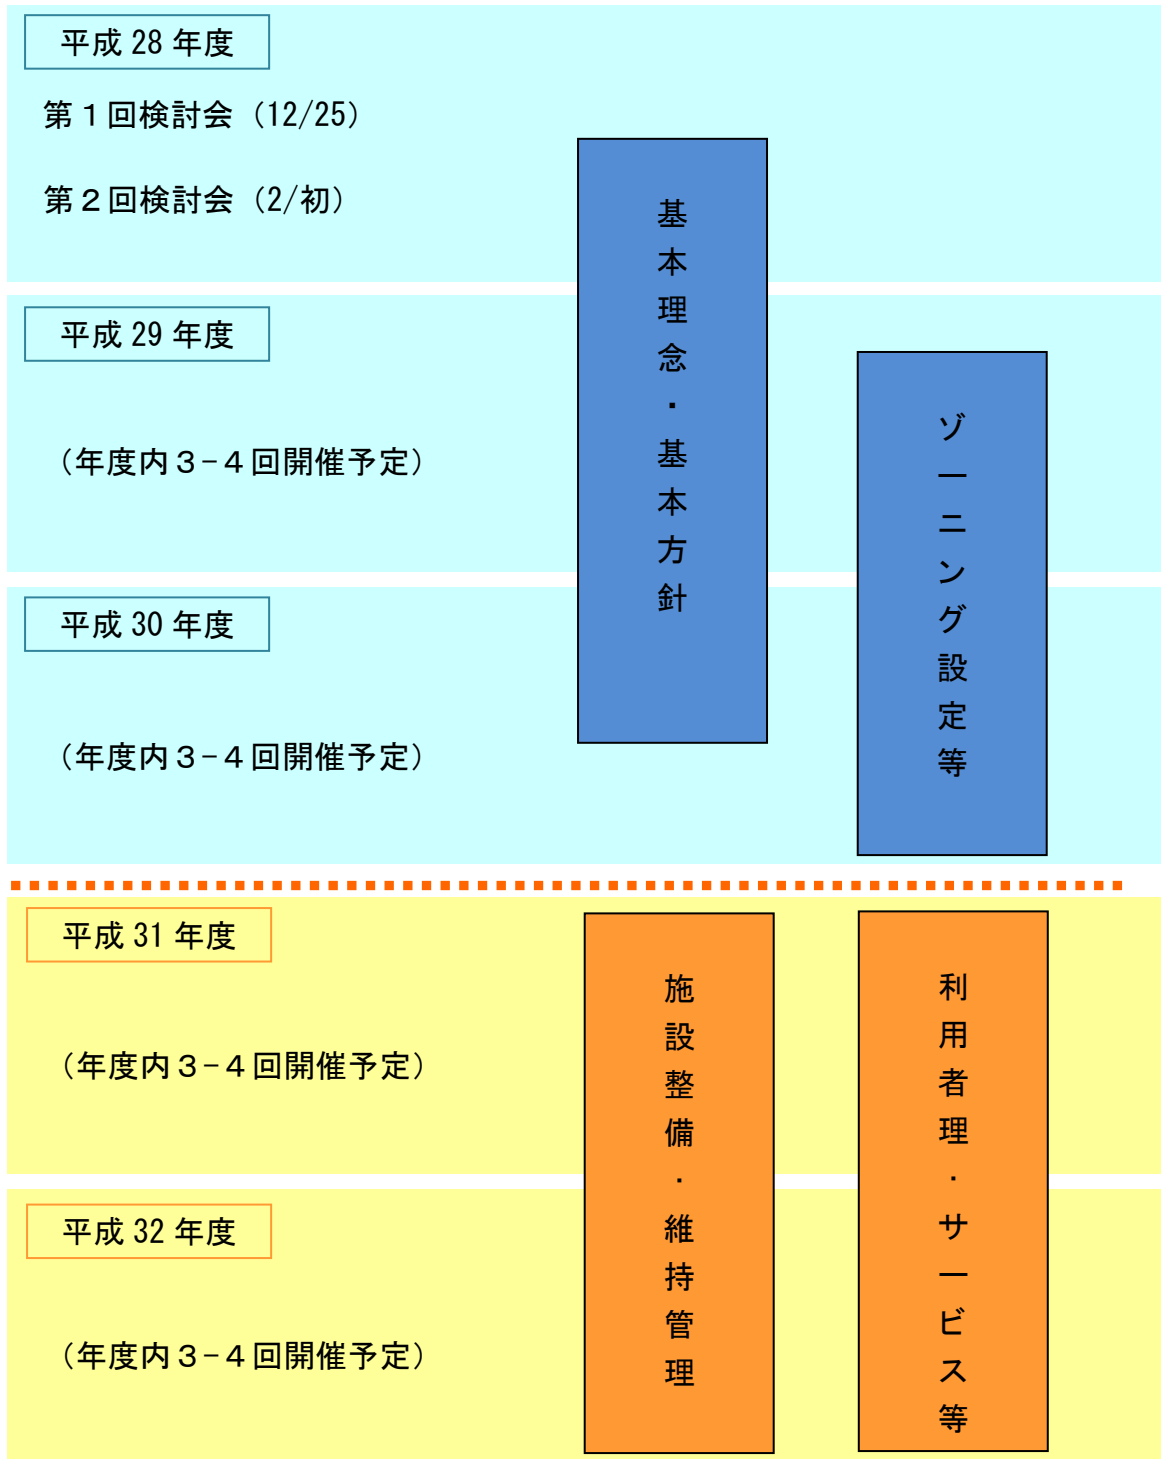 平成 28 年度
第１回検討会（12/25）
第２回検討会（2/初）
平成 29 年度
（年度内３－４回開催予定）
平成 30 年度
（年度内３－４回開催予定）
基本理念・基本方針
ゾーニング設定等
平成 31 年度
（年度内３－４回開催予定）
平成 32 年度
（年度内３－４回開催予定）
施設整備・維持管理
利用者理・サービス等